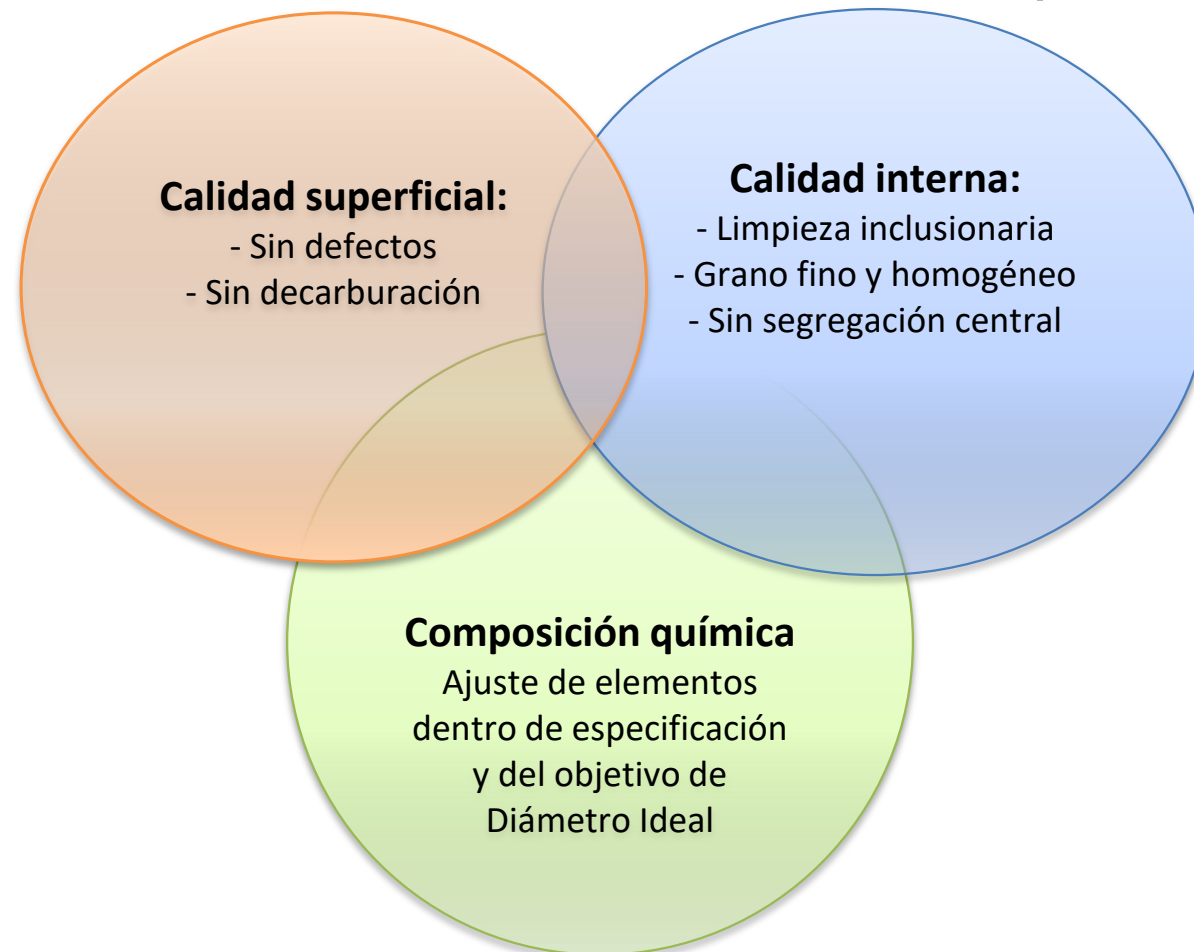 Calidad superficial:
- Sin defectos
- Sin decarburación
Calidad interna:
- Limpieza inclusionaria
- Grano fino y homogéneo
- Sin segregación central
Composición química
Ajuste de elementos
dentro de especificación
y del objetivo de
Diámetro Ideal